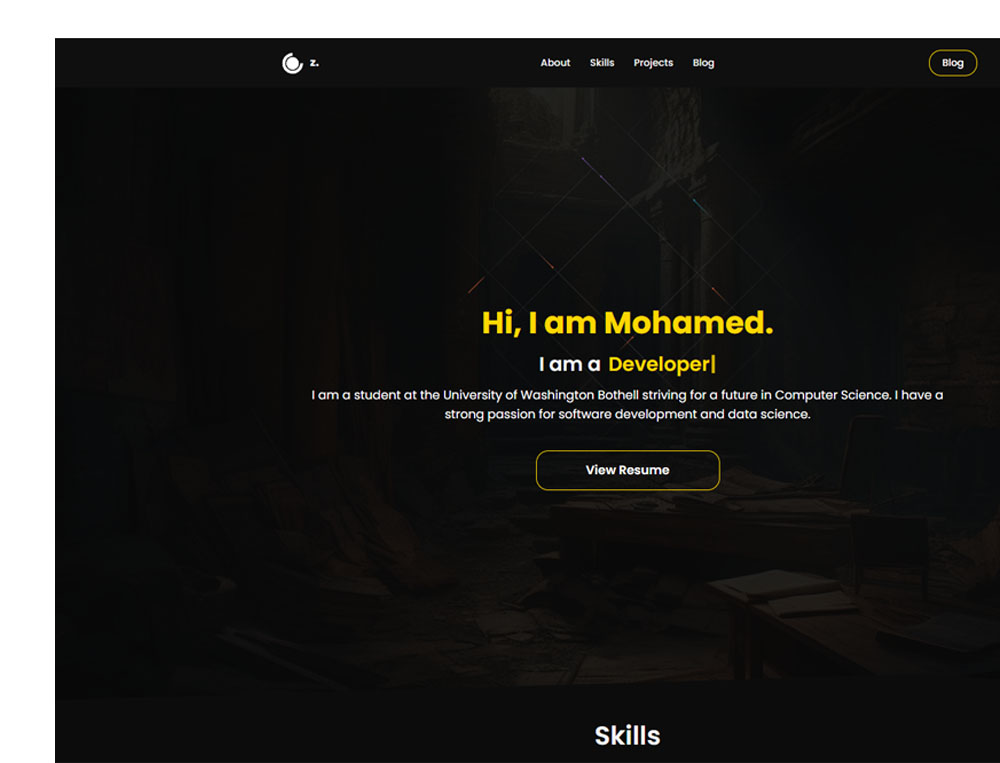 z.
About Skills Projects Blog
Blog
Hi, I am Mohamed.
I am a Developer|
I am a student at the University of Washington Bothell striving for a future in Computer Science. I have a
strong passion for software development and data science.
View Resume
Skills